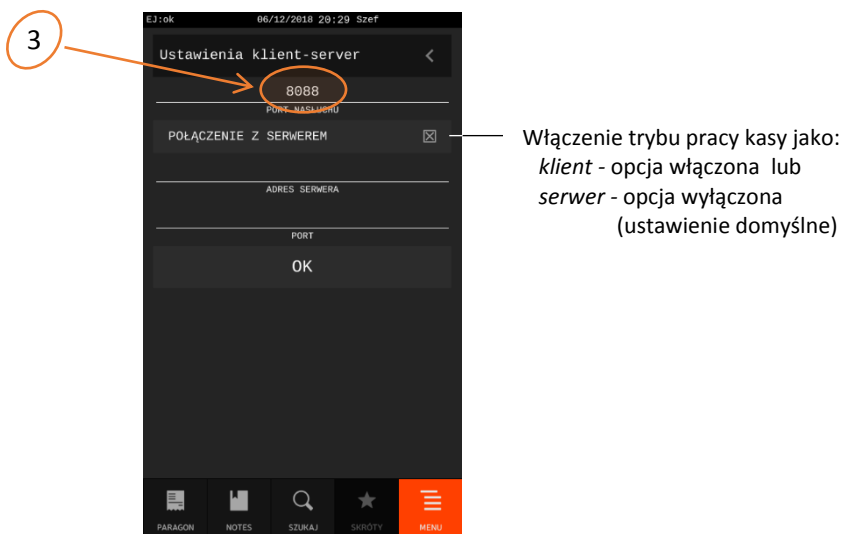 EJ:ok 06/12/2018 20:29 Szef
3
Ustawienia klient-serwer
8088
PORT NASŁUCHU
POŁĄCZENIE Z SERWEREM
Włączenie trybu pracy kasy jako:
klient - opcja włączona lub
serwer - opcja wyłączona
(ustawienie domyślne)
ADRES SERWERA
PORT
OK
PARAGON NOTES SZUKAJ SKRÓTY MENU